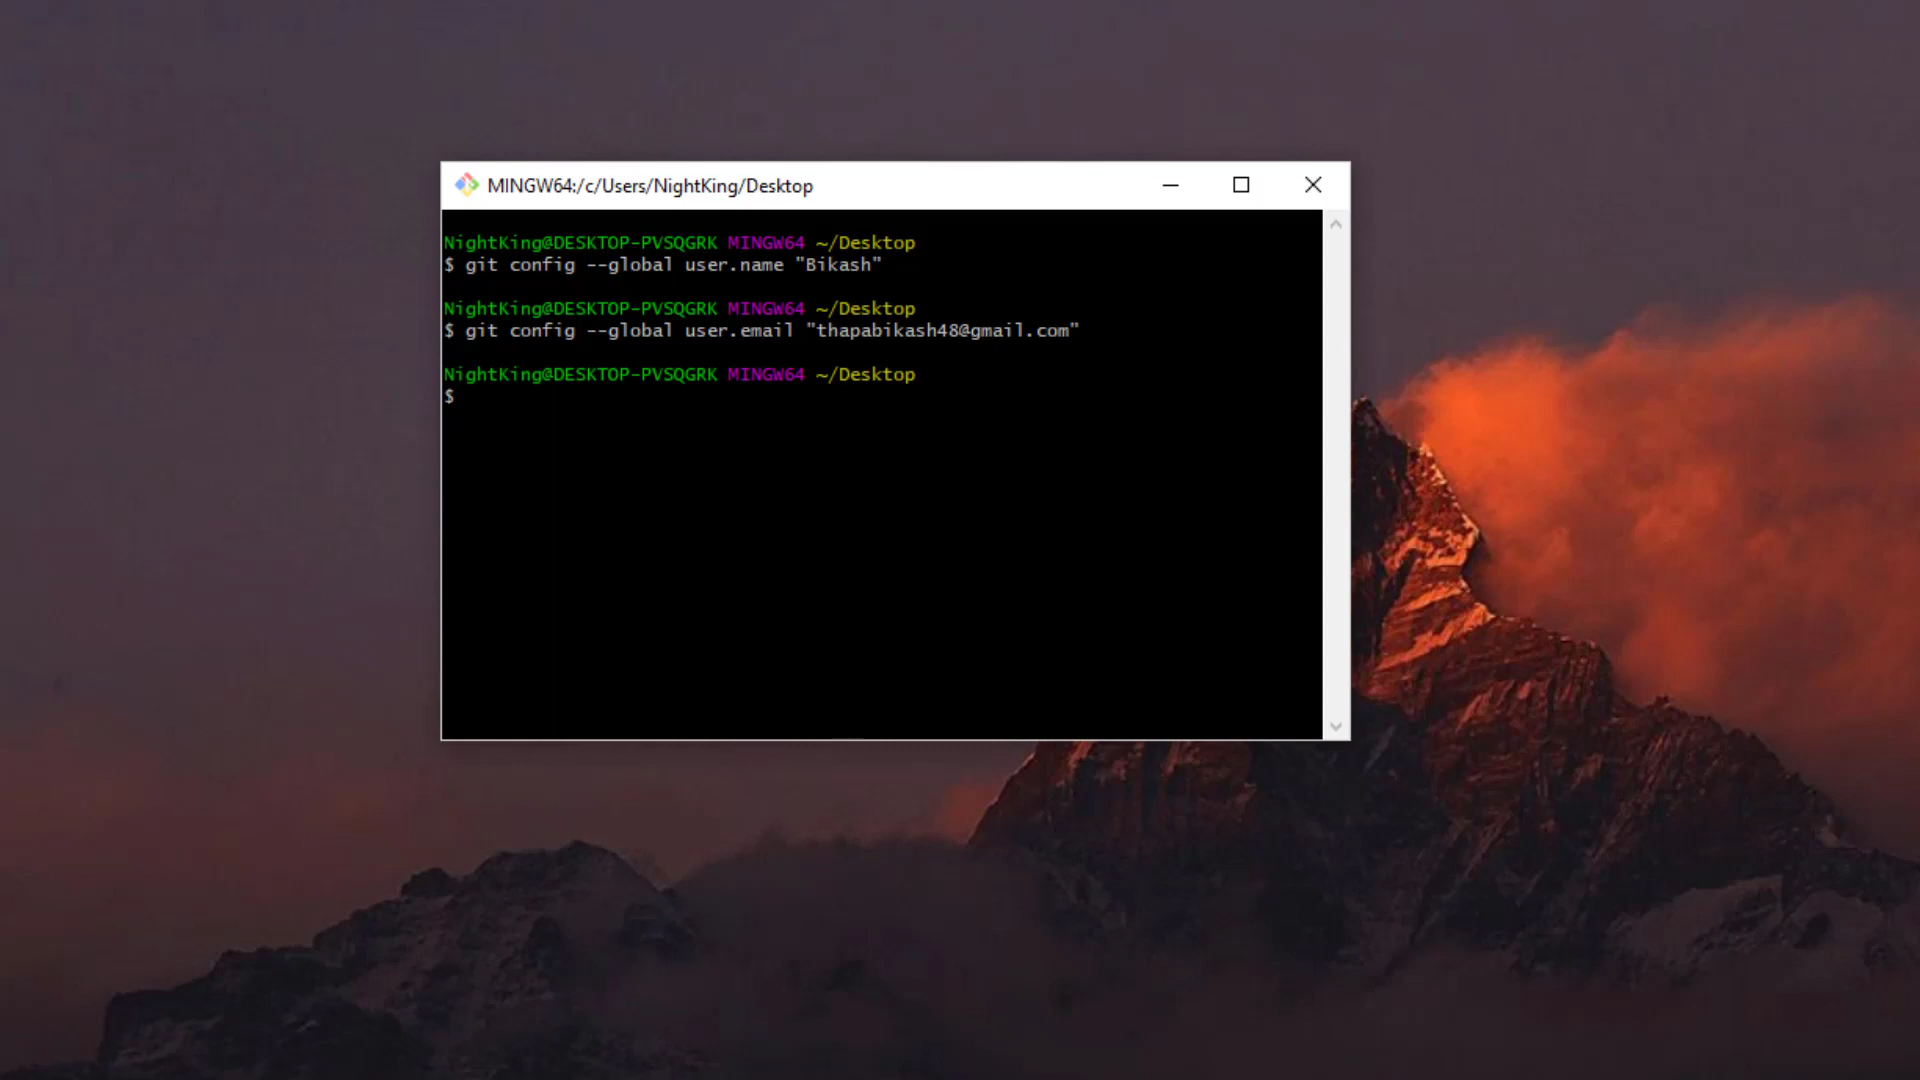 MINGW64:/c/Users/NightKing/Desktop
NightKing@DESKTOP-PVSQGRK MINGW64 ~/Desktop
$ git config --global user.name "Bikash"
NightKing@DESKTOP-PVSQGRK MINGW64 ~/Desktop
$ git config --global user.email "thapabikash48@gmail.com"
NightKing@DESKTOP-PVSQGRK MINGW64 ~/Desktop
$